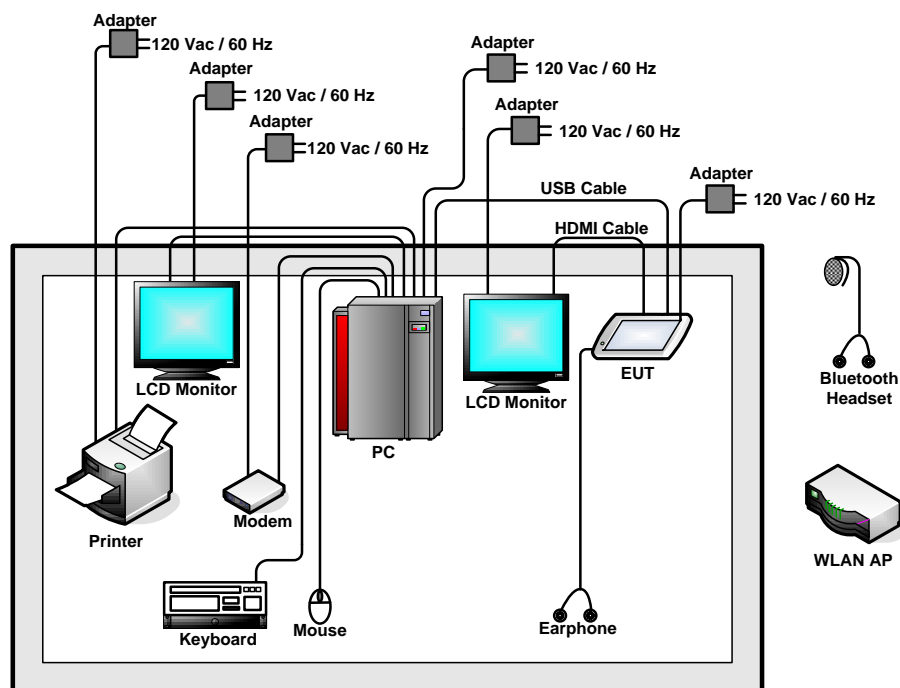 Adapter
120 Vac / 60 Hz
Adapter
120 Vac / 60 Hz
Adapter
120 Vac / 60 Hz
Adapter
120 Vac / 60 Hz
Adapter
120 Vac / 60 Hz
Adapter
120 Vac / 60 Hz
USB Cable
HDMI Cable
LCD Monitor
PC
LCD Monitor
EUT
Bluetooth
Headset
Printer
Modem
WLAN AP
Keyboard
Mouse
Earphone